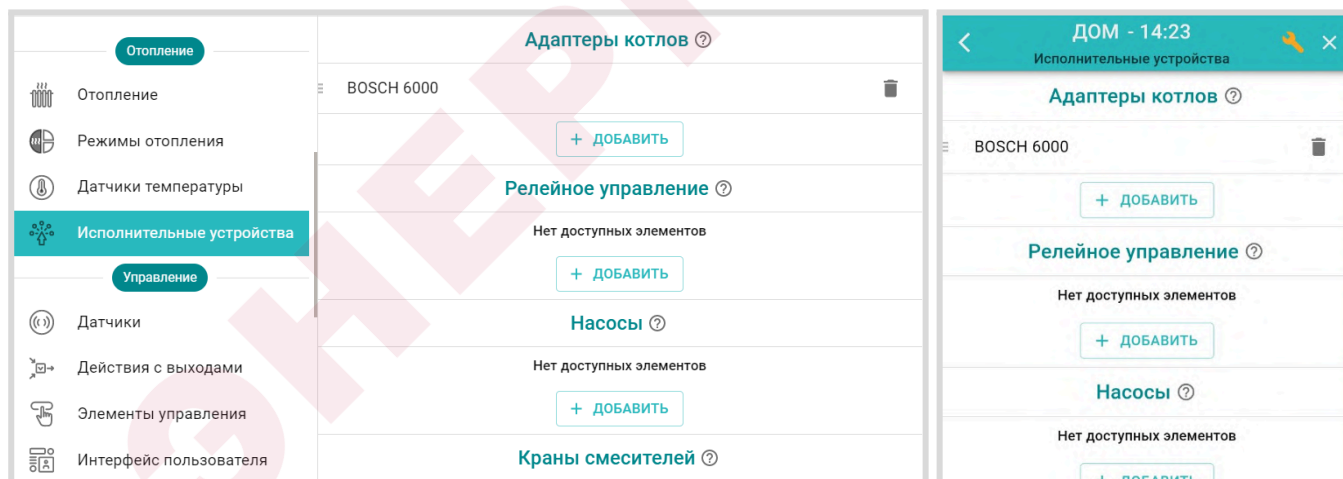 Отопление
Отопление
Режимы отопления
Датчики температуры
Исполнительные устройства
Управление
Датчики
Действия с выходами
Элементы управления
Интерфейс пользователя
Адаптеры котлов ?
BOSCH 6000
+ ДОБАВИТЬ
Релейное управление ?
Нет доступных элементов
+ ДОБАВИТЬ
Насосы ?
Нет доступных элементов
+ ДОБАВИТЬ
Краны смесителей ?
ДОМ - 14:23
Исполнительные устройства
Адаптеры котлов ?
BOSCH 6000
+ ДОБАВИТЬ
Релейное управление ?
Нет доступных элементов
+ ДОБАВИТЬ
Насосы ?
Нет доступных элементов
+ ДОБАВИТЬ
ЭНЕР